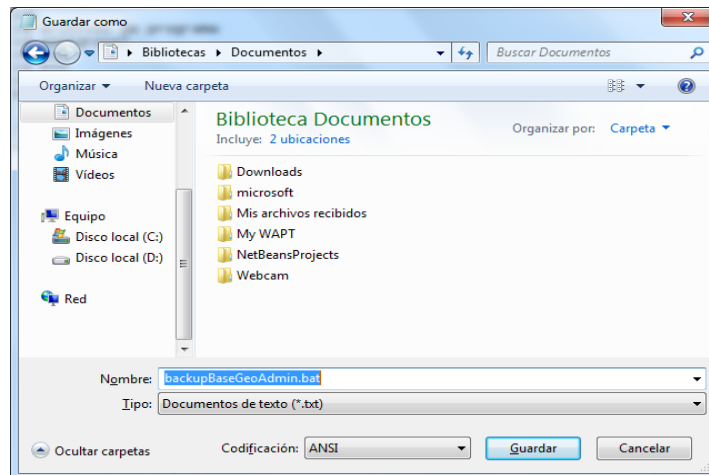 Guardar como
Bibliotecas Documentos
Buscar Documentos
Organizar Nueva carpeta
Documentos
Imágenes
Música
Vídeos
Equipo
Disco local (C:)
Disco local (D:)
Red
Biblioteca Documentos
Incluye: 2 ubicaciones
Organizar por: Carpeta
Downloads
microsoft
Mis archivos recibidos
My WAPT
NetBeansProjects
Webcam
Nombre: backupBaseGeoAdmin.bat
Tipo: Documentos de texto (*.txt)
Ocultar carpetas Codificación: ANSI Guardar Cancelar